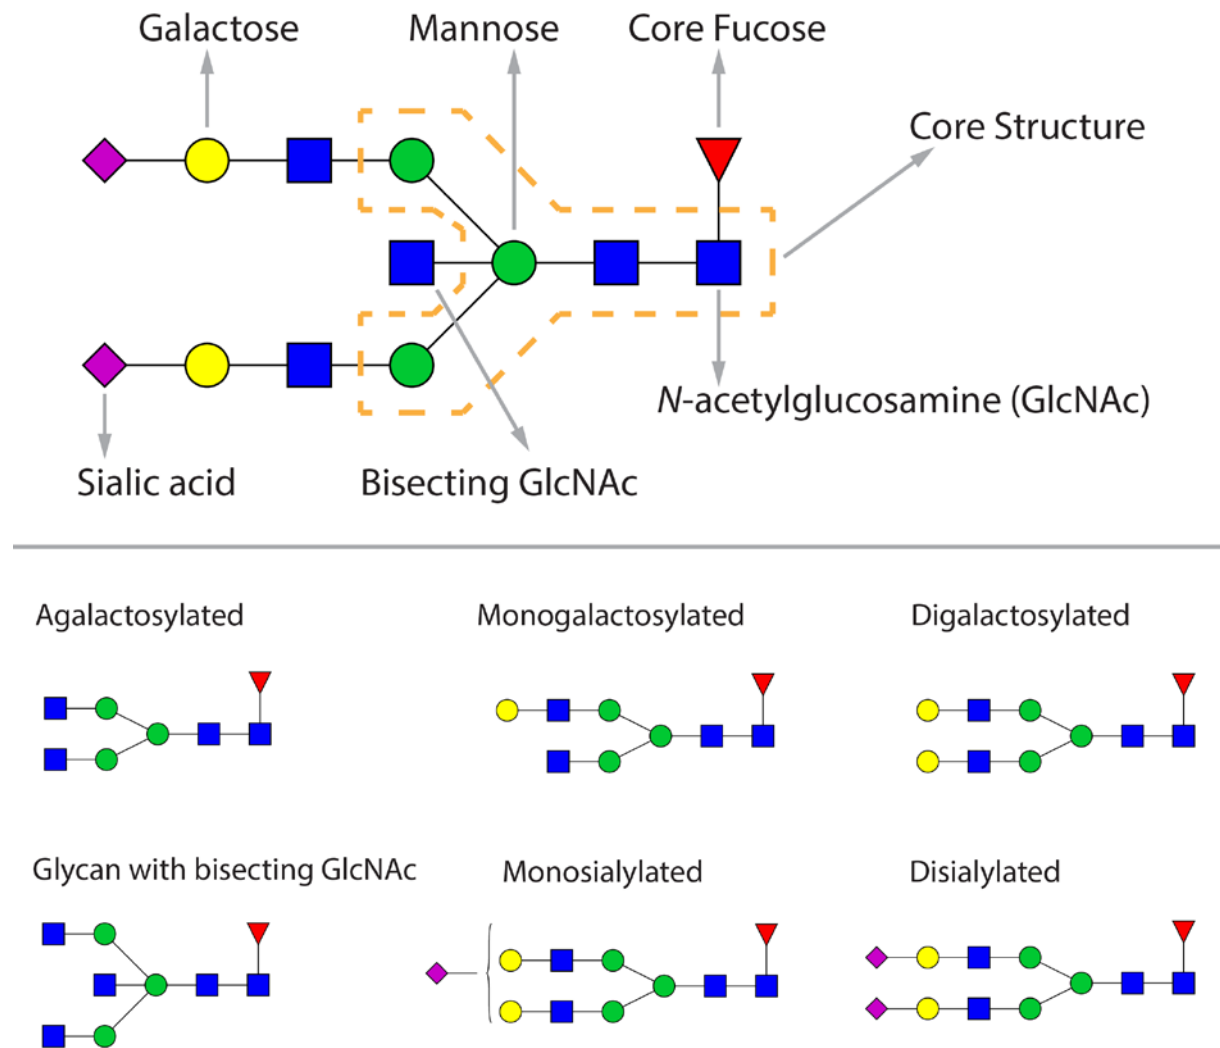 Galactose
Mannose
Core Fucose
Core Structure
N-acetylglucosamine (GlcNAc)
Sialic acid
Bisecting GlcNAc
Agalactosylated
Monogalactosylated
Digalactosylated
Glycan with bisecting GlcNAc
Monosialylated
Disialylated